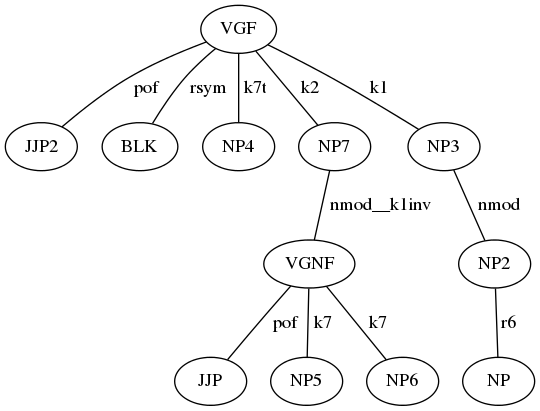 VGF
pof rsym k7t k2 k1
JJP2 BLK NP4 NP7 NP3
nmod__k1inv nmod
VGNF NP2
pof k7 k7 r6
JJP NP5 NP6 NP